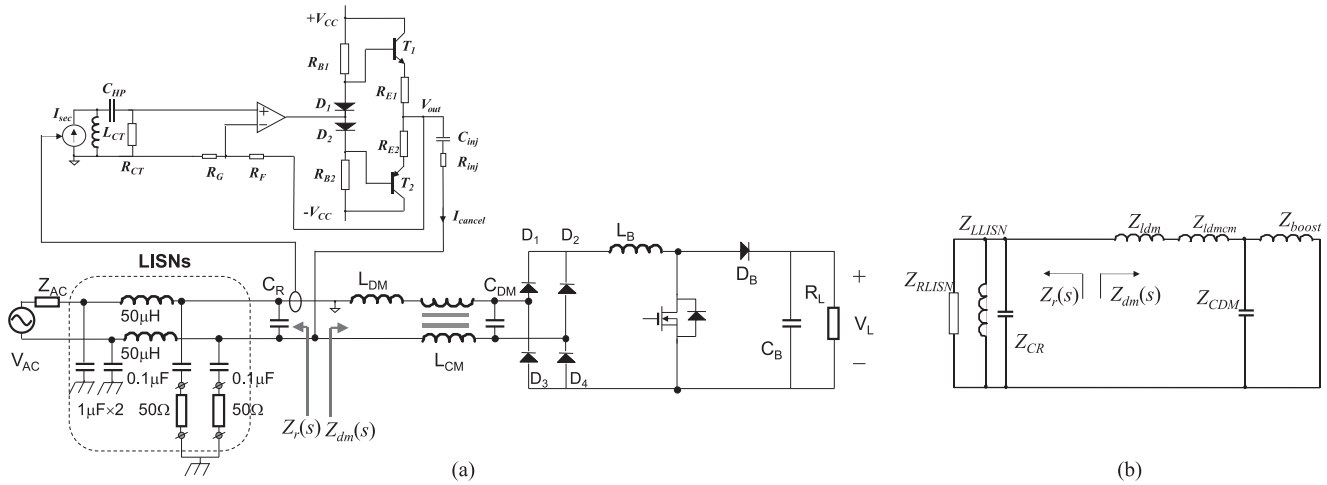 +V_CC
T_1
R_B1
C_HP
R_E1
I_sec
D_1
V_out
L_CT
D_2
C_inj
R_E2
R_inj
R_CT
R_G
R_F
R_B2
T_2
-V_CC
I_cancel
LISNs
D_1
D_2
L_B
Z_AC
C_R
L_DM
C_DM
D_B
R_L
+
V_L
−
50μH
50μH
V_AC
L_CM
C_B
0.1μF
0.1μF
D_3
D_4
1μF×2
50Ω
50Ω
Z_r(s)
Z_dm(s)
(a)
Z_LLISN
Z_ldm
Z_ldmcm
Z_boost
Z_RLISN
Z_r(s)
Z_dm(s)
Z_CDM
Z_CR
(b)